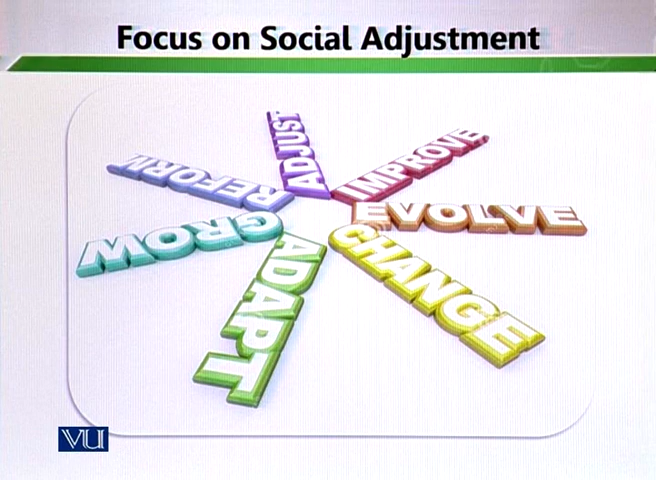 Focus on Social Adjustment
ADJUST
IMPROVE
REFORM
EVOLVE
GROW
CHANGE
ADAPT
VU